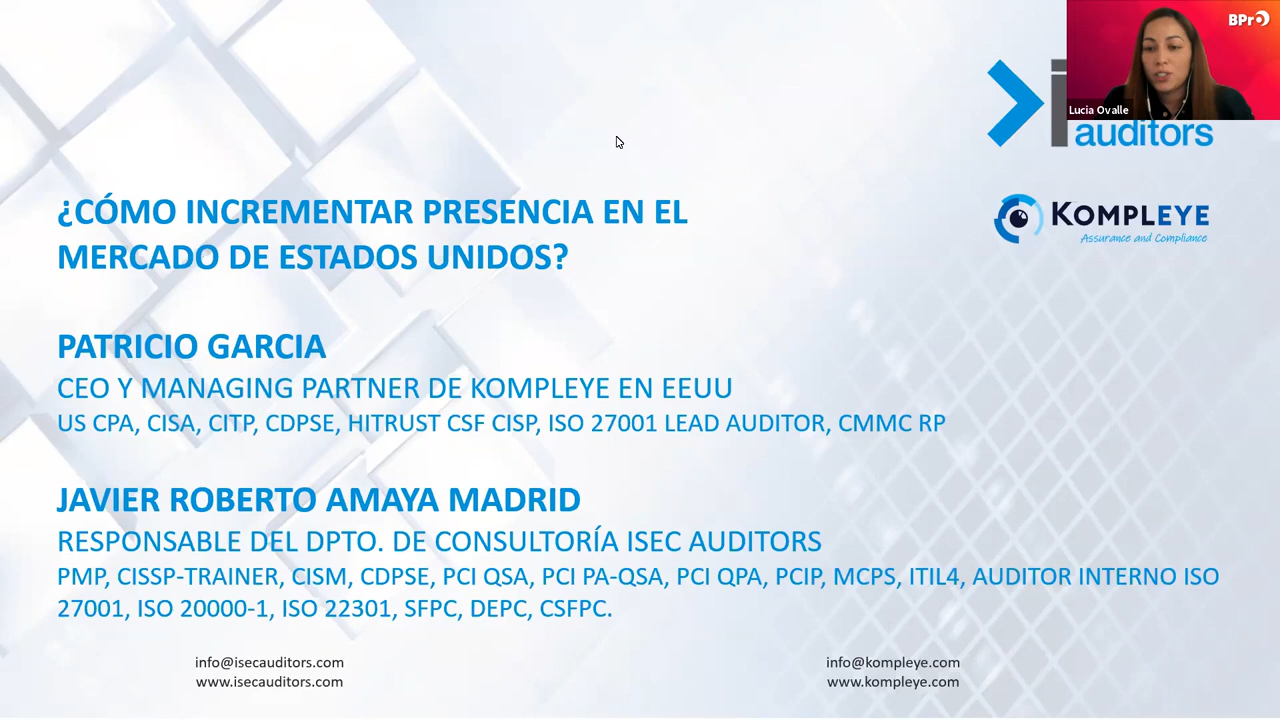 BPro
Lucia Ovalle
auditors
KOMPLEYE
Assurance and Compliance
¿CÓMO INCREMENTAR PRESENCIA EN EL
MERCADO DE ESTADOS UNIDOS?
PATRICIO GARCIA
CEO Y MANAGING PARTNER DE KOMPLEYE EN EEUU
US CPA, CISA, CITP, CDPSE, HITRUST CSF CISP, ISO 27001 LEAD AUDITOR, CMMC RP
JAVIER ROBERTO AMAYA MADRID
RESPONSABLE DEL DPTO. DE CONSULTORÍA ISEC AUDITORS
PMP, CISSP-TRAINER, CISM, CDPSE, PCI QSA, PCI PA-QSA, PCI QPA, PCIP, MCPS, ITIL4, AUDITOR INTERNO ISO
27001, ISO 20000-1, ISO 22301, SFPC, DEPC, CSFPC.
info@isecauditors.com
www.isecauditors.com
info@kompleye.com
www.kompleye.com